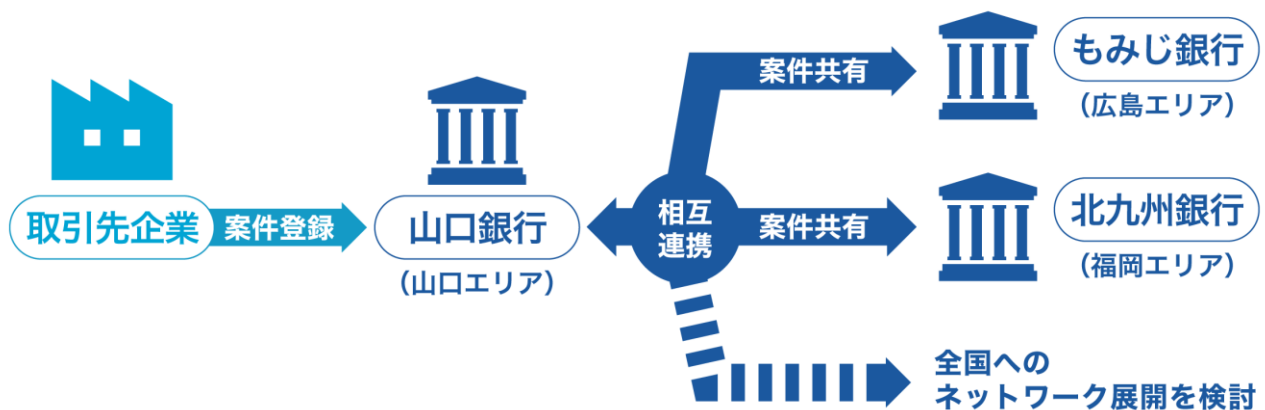 取引先企業
案件登録
山口銀行
（山口エリア）
相互
連携
案件共有
もみじ銀行
（広島エリア）
案件共有
北九州銀行
（福岡エリア）
全国への
ネットワーク展開を検討